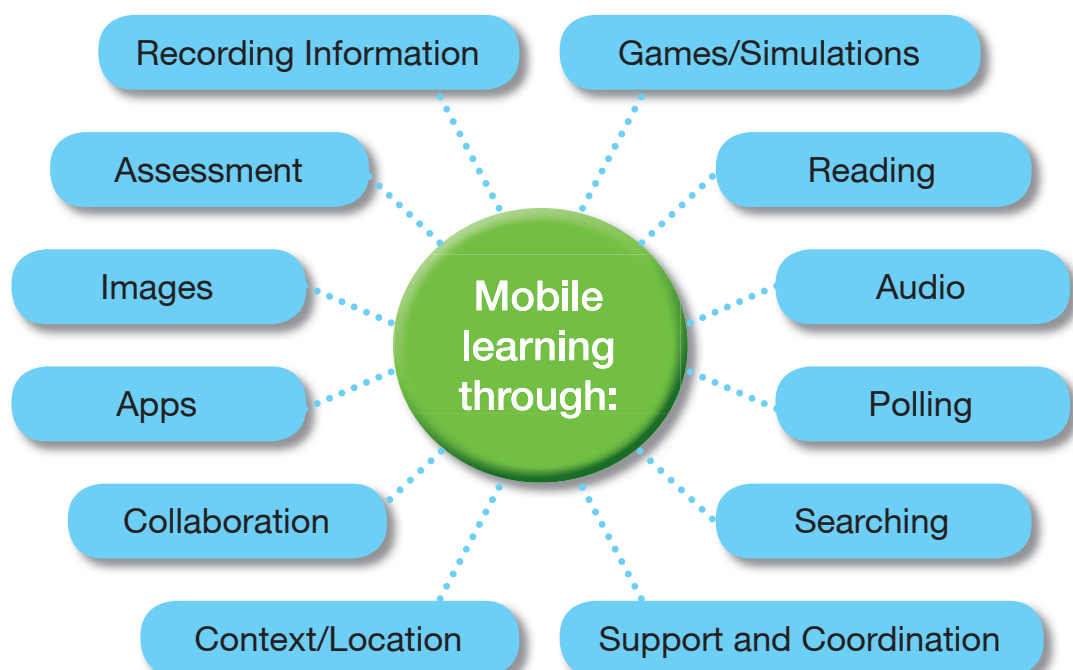 Recording Information
Games/Simulations
Assessment
Reading
Images
Audio
Mobile
learning
through:
Apps
Polling
Collaboration
Searching
Context/Location
Support and Coordination